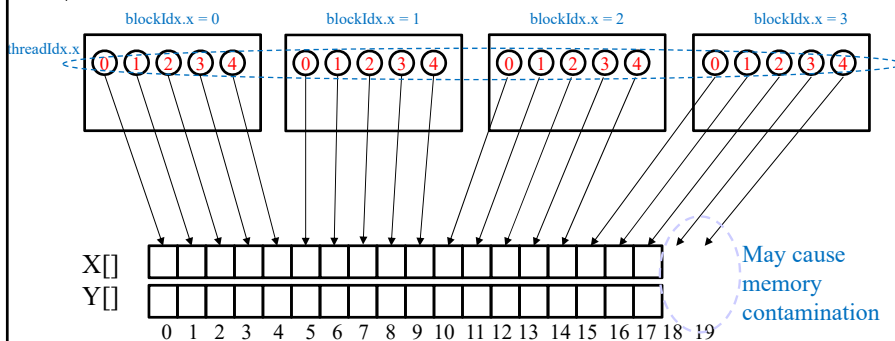 blockIdx.x = 0 blockIdx.x = 1 blockIdx.x = 2 blockIdx.x = 3
threadIdx.x
0 1 2 3 4 0 1 2 3 4 0 1 2 3 4 0 1 2 3 4
X[]
Y[]
May cause
memory
contamination
0 1 2 3 4 5 6 7 8 9 10 11 12 13 14 15 16 17 18 19